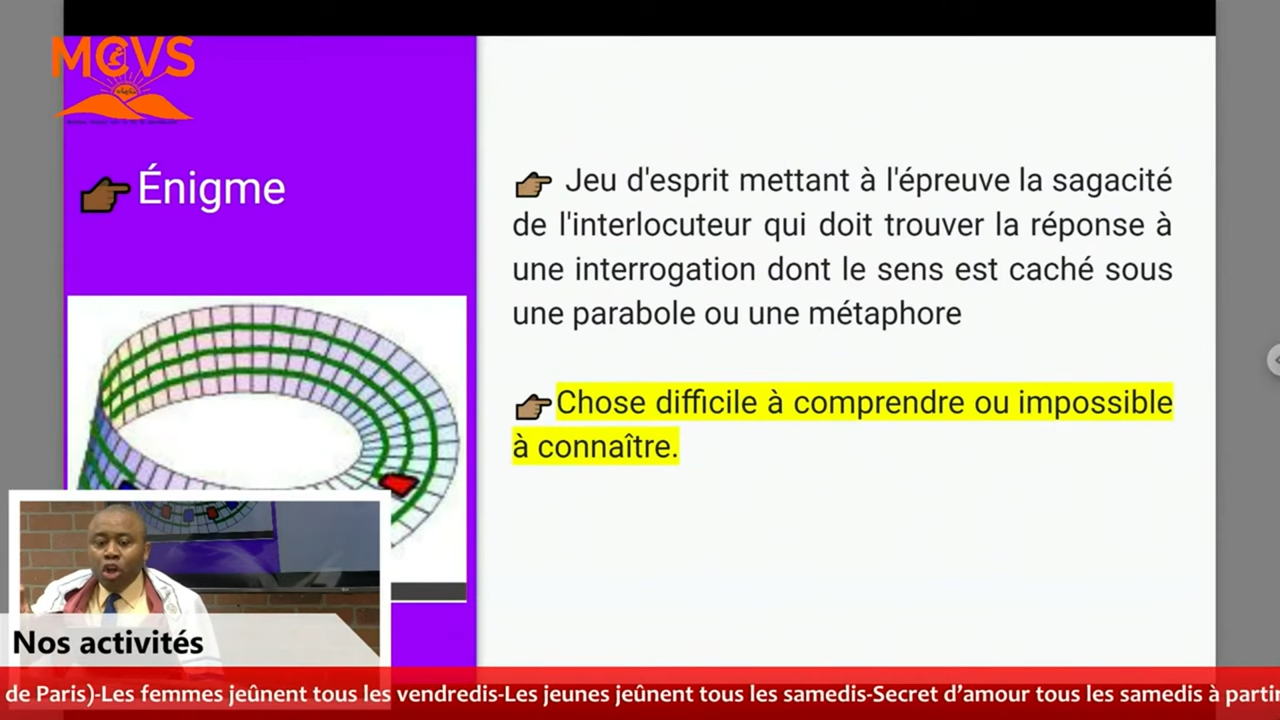 MCVS
Énigme
Jeu d'esprit mettant à l'épreuve la sagacité
de l'interlocuteur qui doit trouver la réponse à
une interrogation dont le sens est caché sous
une parabole ou une métaphore
Chose difficile à comprendre ou impossible
à connaître.
Nos activités
de Paris)-Les femmes jeûnent tous les vendredis-Les jeunes jeûnent tous les samedis-Secret d’amour tous les samedis à partir